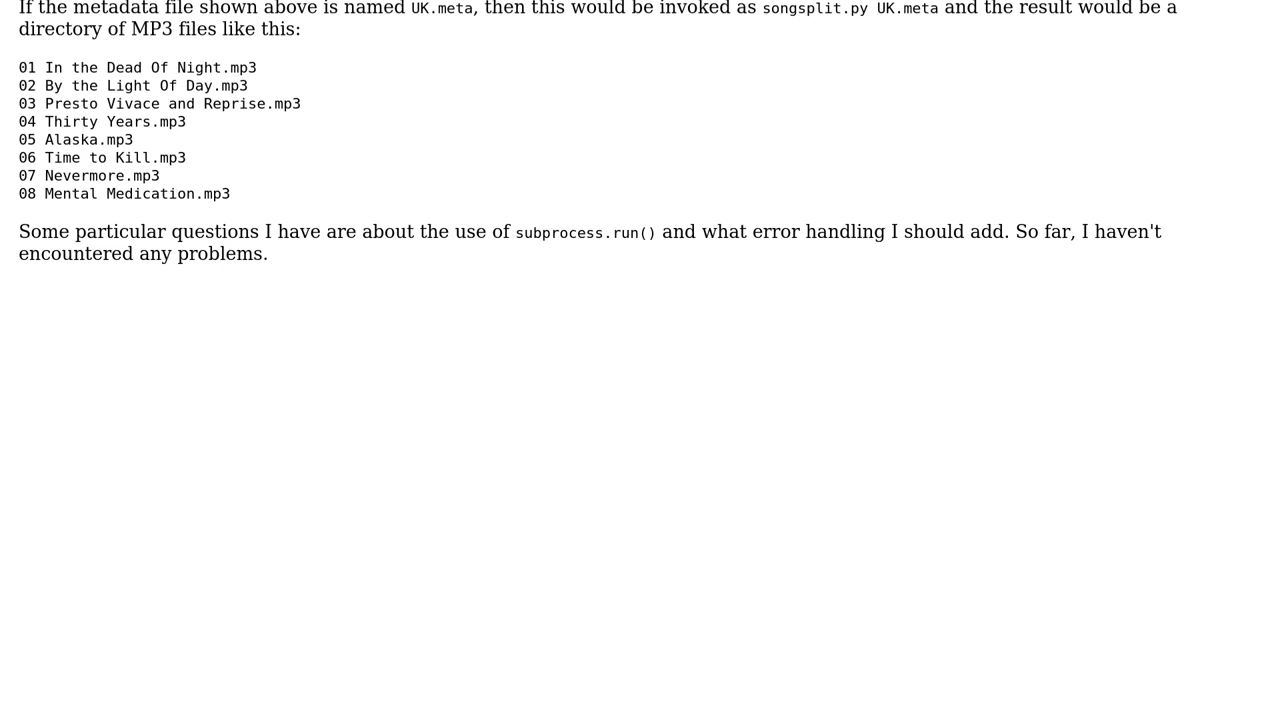 If the metadata file shown above is named UK.meta, then this would be invoked as songsplit.py UK.meta and the result would be a
directory of MP3 files like this:
01 In the Dead Of Night.mp3
02 By the Light Of Day.mp3
03 Presto Vivace and Reprise.mp3
04 Thirty Years.mp3
05 Alaska.mp3
06 Time to Kill.mp3
07 Nevermore.mp3
08 Mental Medication.mp3
Some particular questions I have are about the use of subprocess.run() and what error handling I should add. So far, I haven't
encountered any problems.